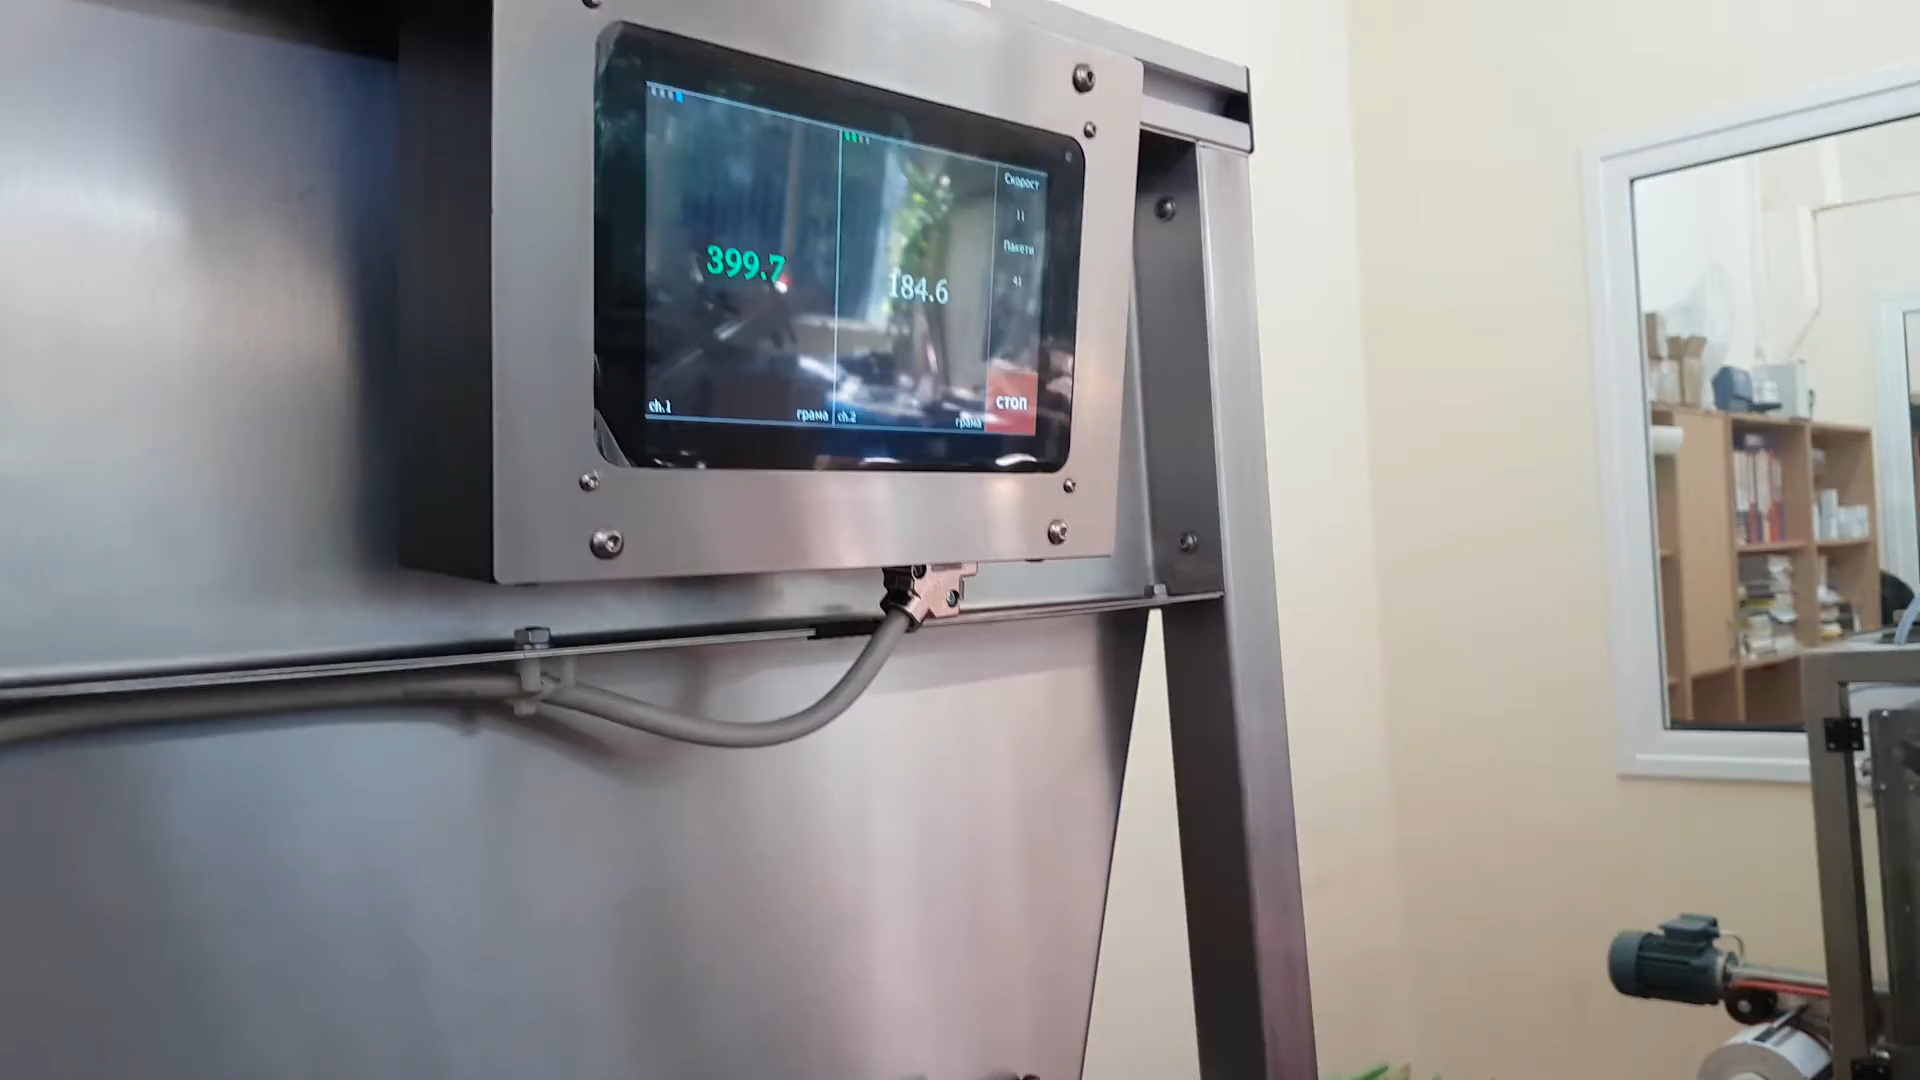 399.7
ch.1
грама
184.6
ch.2
грама
Скорост
11
Пакети
41
стоп